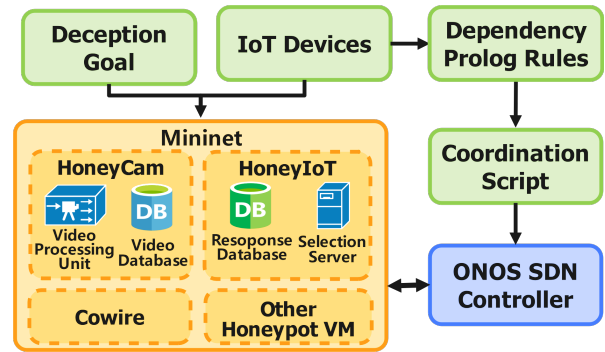 Deception
Goal
IoT Devices
Dependency
Prolog Rules
Mininet
HoneyCam
DB
Video
Processing
Unit
Video
Database
HoneyIoT
DB
Resoponse
Database
Selection
Server
Cowire
Other
Honeypot VM
Coordination
Script
ONOS SDN
Controller